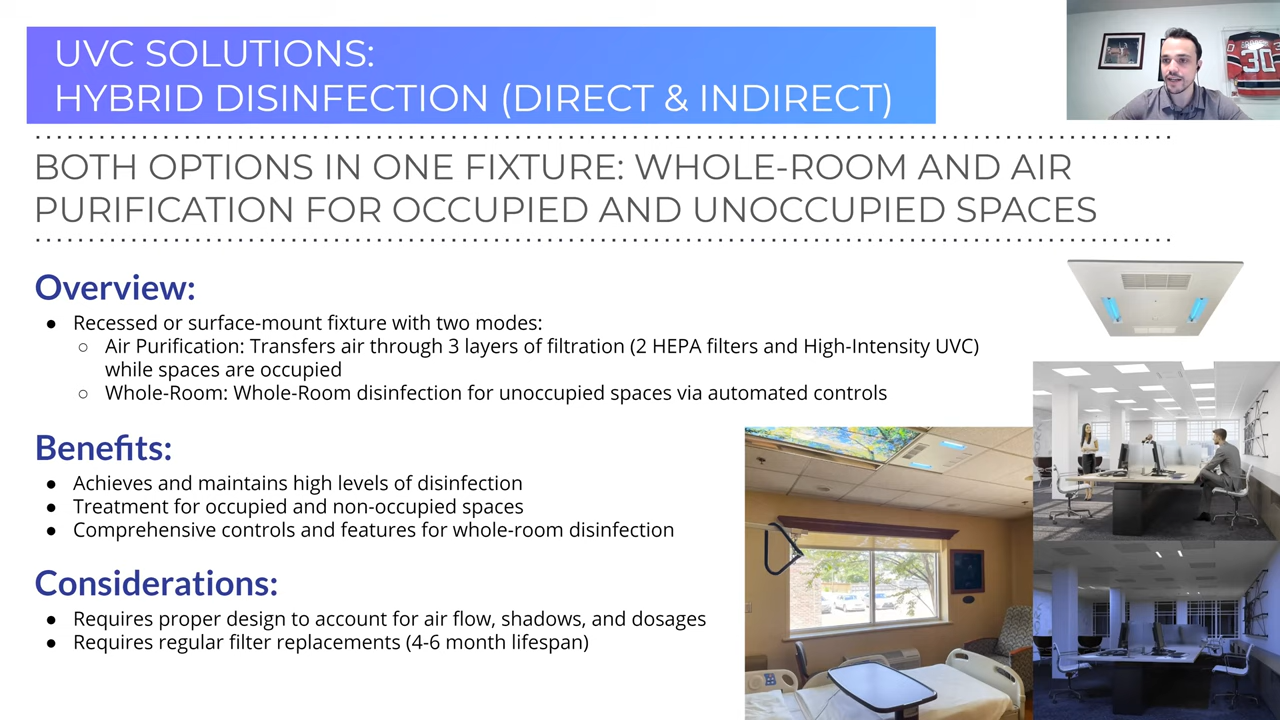 UVC SOLUTIONS:
HYBRID DISINFECTION (DIRECT & INDIRECT)
BOTH OPTIONS IN ONE FIXTURE: WHOLE-ROOM AND AIR
PURIFICATION FOR OCCUPIED AND UNOCCUPIED SPACES
Overview:
● Recessed or surface-mount fixture with two modes:
○ Air Purification: Transfers air through 3 layers of filtration (2 HEPA filters and High-Intensity UVC)
while spaces are occupied
○ Whole-Room: Whole-Room disinfection for unoccupied spaces via automated controls
Benefits:
● Achieves and maintains high levels of disinfection
● Treatment for occupied and non-occupied spaces
● Comprehensive controls and features for whole-room disinfection
Considerations:
● Requires proper design to account for air flow, shadows, and dosages
● Requires regular filter replacements (4-6 month lifespan)
30